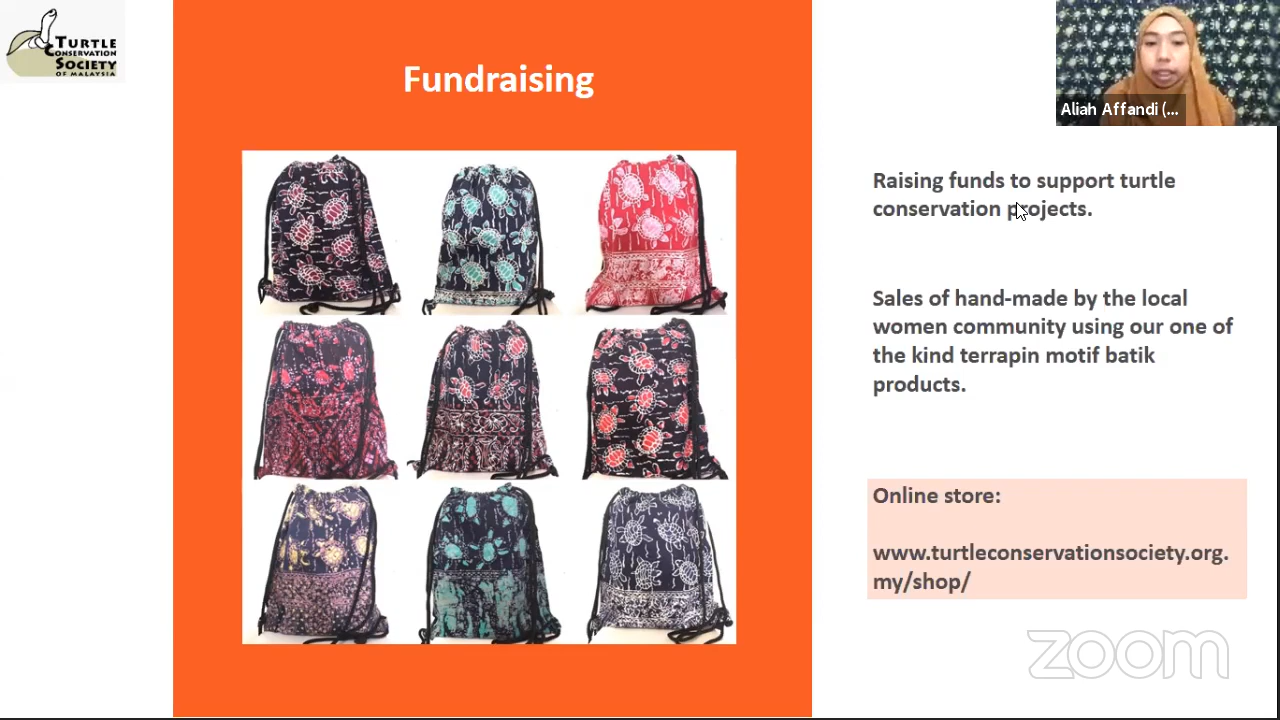 TURTLE
CONSERVATION
SOCIETY
OF MALAYSIA
Fundraising
Aliah Affandi (...
Raising funds to support turtle
conservation projects.
Sales of hand-made by the local
women community using our one of
the kind terrapin motif batik
products.
Online store:
www.turtleconservationsociety.org.
my/shop/
zoom